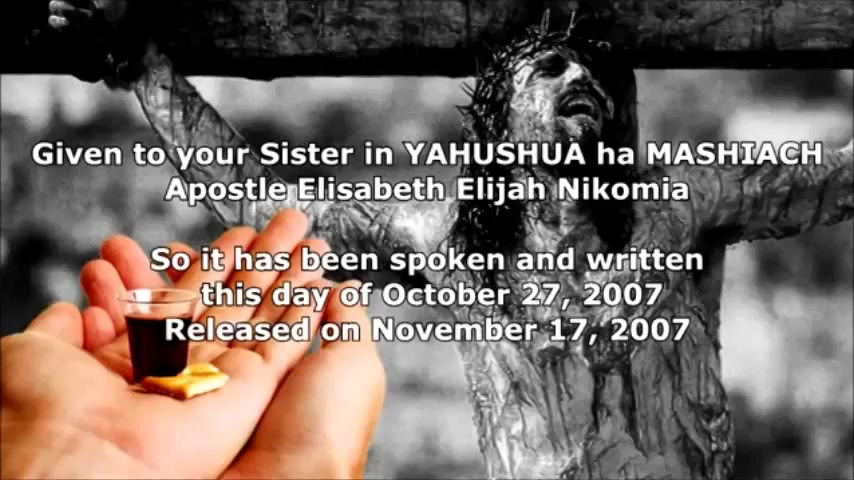 Given to your Sister in YAHUSHUA ha MASHIACH
Apostle Elisabeth Elijah Nikomia
So it has been spoken and written
this day of October 27, 2007
Released on November 17, 2007